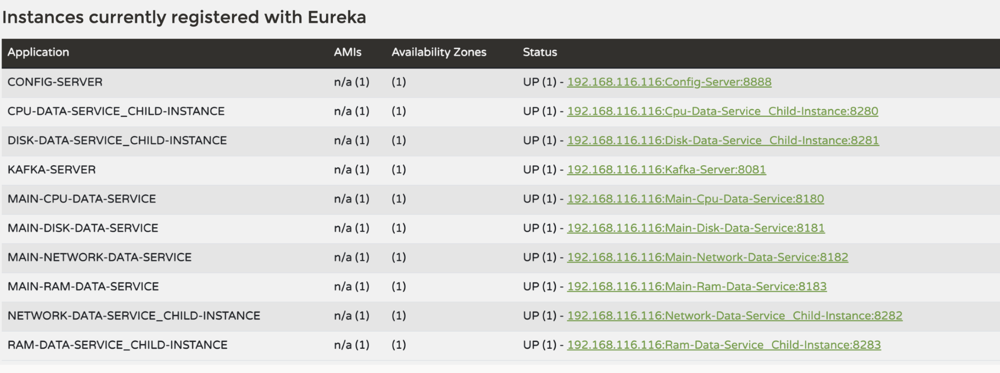 Instances currently registered with Eureka
Application AMIs Availability Zones Status
CONFIG-SERVER n/a (1) (1) UP (1) - 192.168.116.116:Config-Server:8888
CPU-DATA-SERVICE_CHILD-INSTANCE n/a (1) (1) UP (1) - 192.168.116.116:Cpu-Data-Service_Child-Instance:8280
DISK-DATA-SERVICE_CHILD-INSTANCE n/a (1) (1) UP (1) - 192.168.116.116:Disk-Data-Service_Child-Instance:8281
KAFKA-SERVER n/a (1) (1) UP (1) - 192.168.116.116:Kafka-Server:8081
MAIN-CPU-DATA-SERVICE n/a (1) (1) UP (1) - 192.168.116.116:Main-Cpu-Data-Service:8180
MAIN-DISK-DATA-SERVICE n/a (1) (1) UP (1) - 192.168.116.116:Main-Disk-Data-Service:8181
MAIN-NETWORK-DATA-SERVICE n/a (1) (1) UP (1) - 192.168.116.116:Main-Network-Data-Service:8182
MAIN-RAM-DATA-SERVICE n/a (1) (1) UP (1) - 192.168.116.116:Main-Ram-Data-Service:8183
NETWORK-DATA-SERVICE_CHILD-INSTANCE n/a (1) (1) UP (1) - 192.168.116.116:Network-Data-Service_Child-Instance:8282
RAM-DATA-SERVICE_CHILD-INSTANCE n/a (1) (1) UP (1) - 192.168.116.116:Ram-Data-Service_Child-Instance:8283